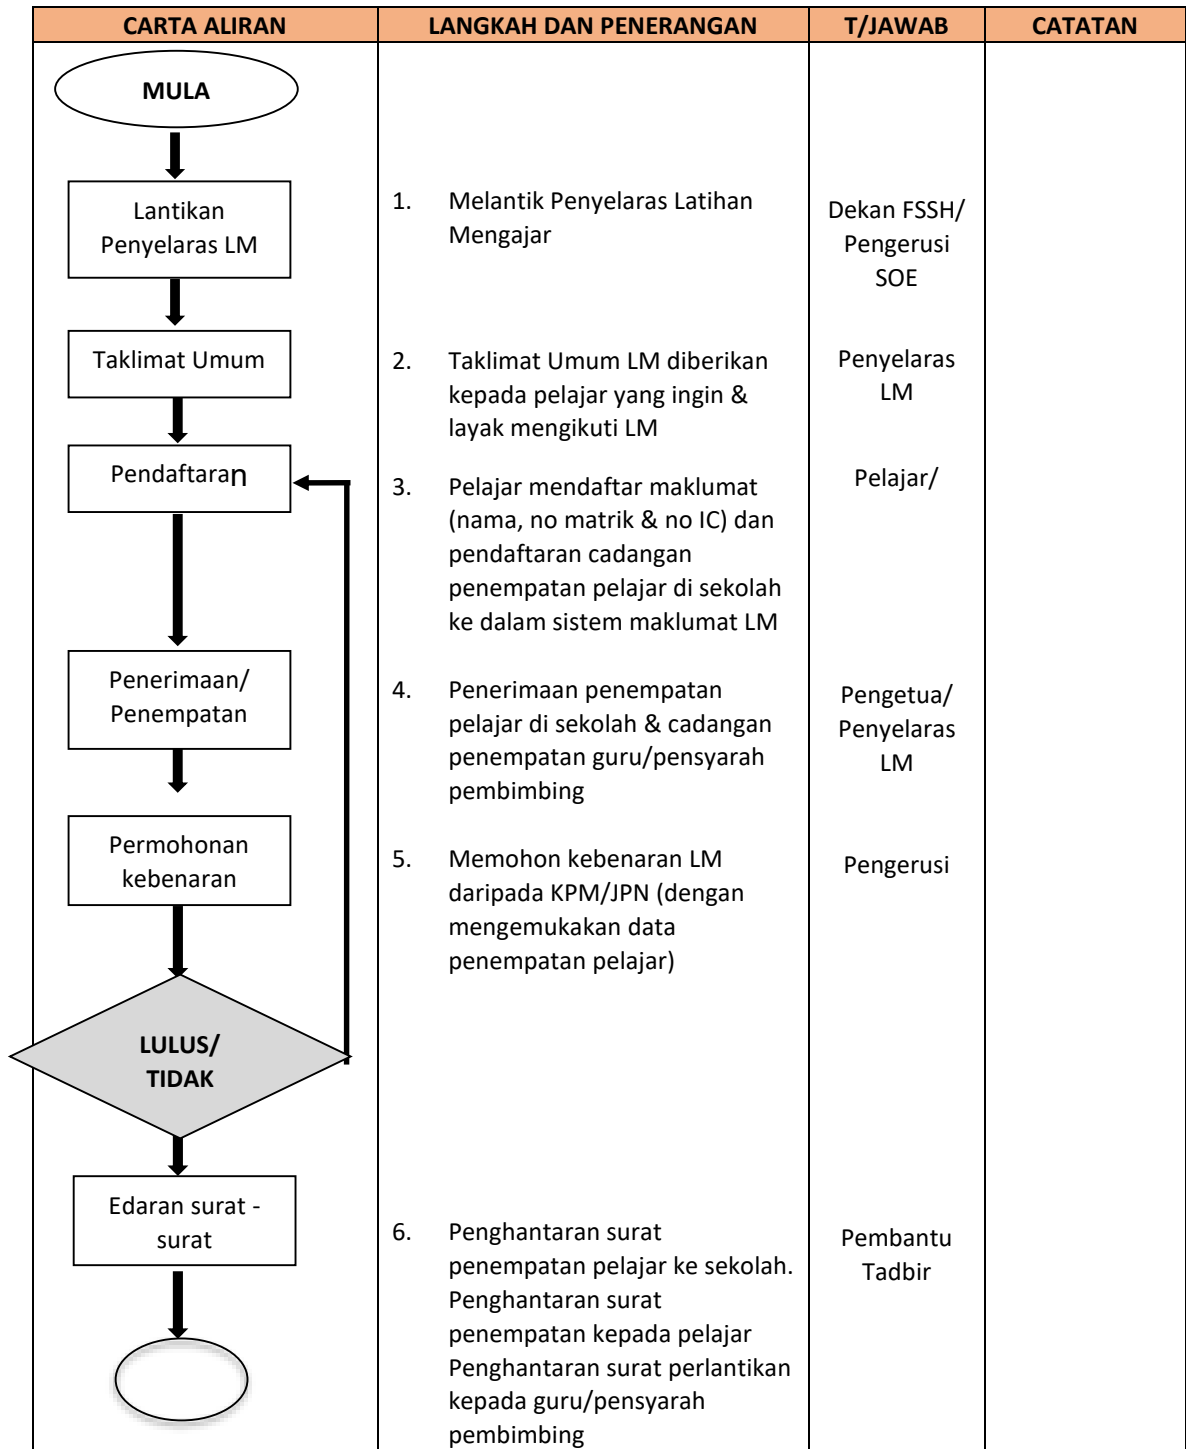 CARTA ALIRAN
LANGKAH DAN PENERANGAN
T/JAWAB
CATATAN
MULA
Lantikan
Penyelaras LM
1. Melantik Penyelaras Latihan
Mengajar
Dekan FSSH/
Pengerusi
SOE
Taklimat Umum
2. Taklimat Umum LM diberikan
kepada pelajar yang ingin &
layak mengikuti LM
Penyelaras
LM
Pendaftaran
3. Pelajar mendaftar maklumat
(nama, no matrik & no IC) dan
pendaftaran cadangan
penempatan pelajar di sekolah
ke dalam sistem maklumat LM
Pelajar/
Penerimaan/
Penempatan
4. Penerimaan penempatan
pelajar di sekolah & cadangan
penempatan guru/pensyarah
pembimbing
Pengetua/
Penyelaras
LM
Permohonan
kebenaran
5. Memohon kebenaran LM
daripada KPM/JPN (dengan
mengemukakan data
penempatan pelajar)
Pengerusi
LULUS/
TIDAK
Edaran surat -
surat
6. Penghantaran surat
penempatan pelajar ke sekolah.
Penghantaran surat
penempatan kepada pelajar
Penghantaran surat perlantikan
kepada guru/pensyarah
pembimbing
Pembantu
Tadbir